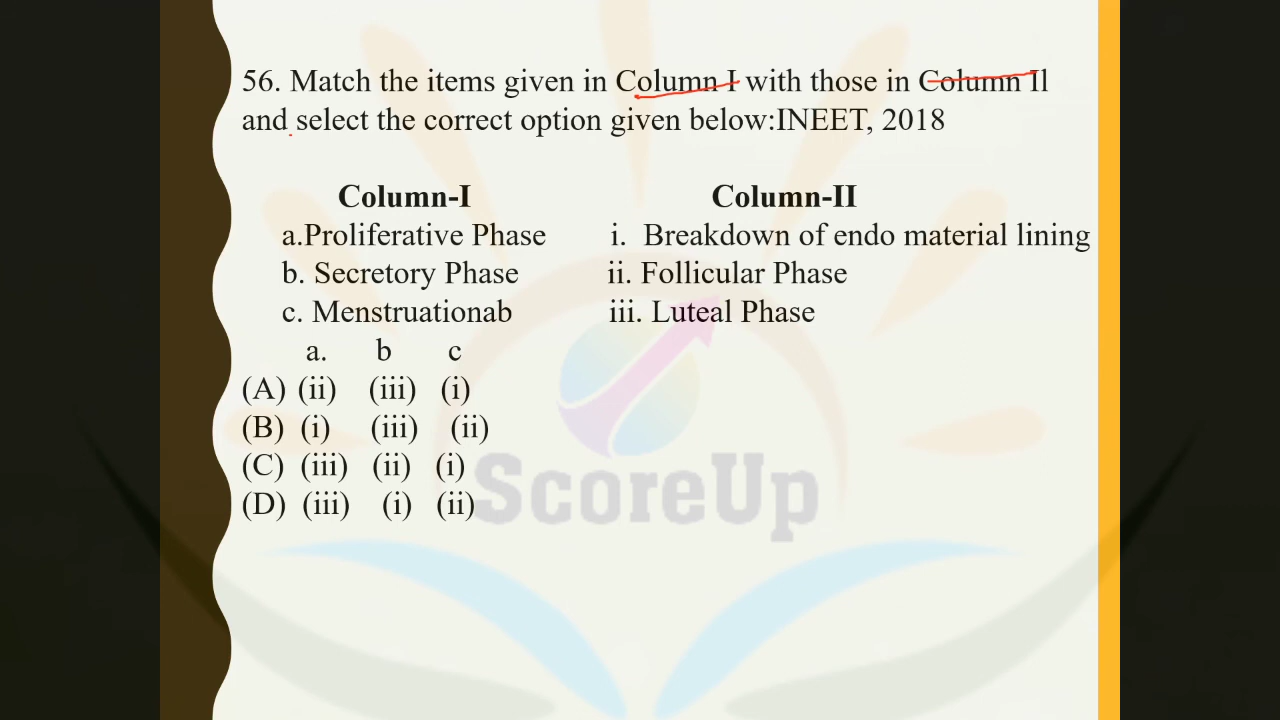 56. Match the items given in Column I with those in Column Il
and select the correct option given below:INEET, 2018
Column-I Column-II
a.Proliferative Phase i. Breakdown of endo material lining
b. Secretory Phase ii. Follicular Phase
c. Menstruationab iii. Luteal Phase
a. b c
(A) (ii) (iii) (i)
(B) (i) (iii) (ii)
(C) (iii) (ii) (i)
(D) (iii) (i) (ii)
ScoreUp